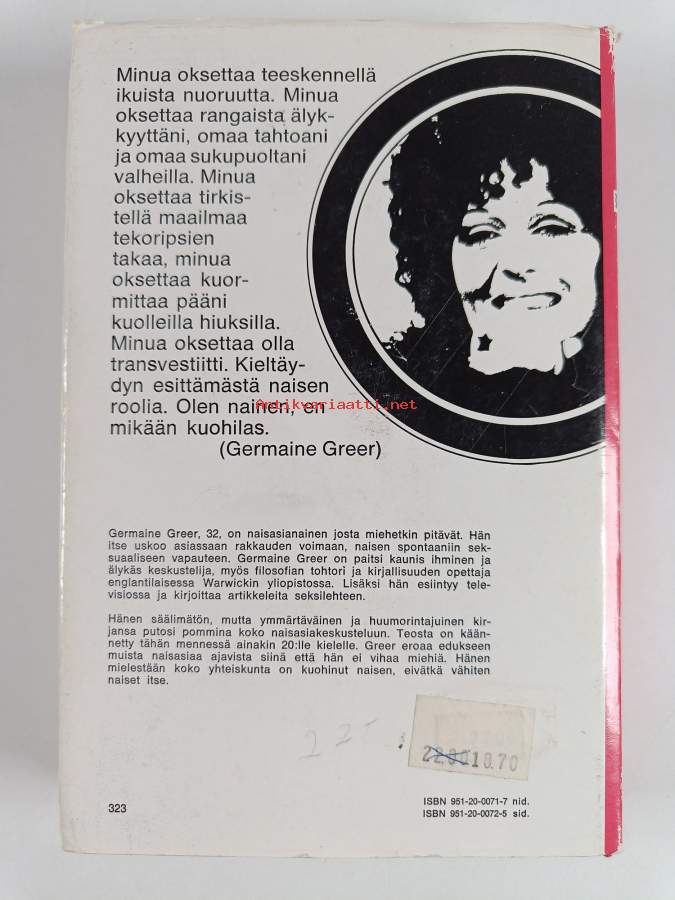 Minua oksettaa teeskennellä
ikuista nuoruutta. Minua
oksettaa rangaista älyk-
kyyttäni, omaa tahtoani
ja omaa sukupuoltani
valheilla. Minua
oksettaa tirkis-
tellä maailmaa
tekoripsien
takaa, minua
oksettaa kuor-
mittaa pääni
kuolleilla hiuksilla.
Minua oksettaa olla
transvestiitti. Kieltäy-
dyn esittämästä naisen
roolia. Olen nainen, en
mikään kuohilas.
(Germaine Greer)
Antikvariaatti.net
Germaine Greer, 32, on naisasianainen josta miehetkin pitävät. Hän
itse uskoo asiassaan rakkauden voimaan, naisen spontaaniin sek-
suaaliseen vapauteen. Germaine Greer on paitsi kaunis ihminen ja
älykäs keskustelija, myös filosofian tohtori ja kirjallisuuden opettaja
englantilaisessa Warwickin yliopistossa. Lisäksi hän esiintyy tele-
visiossa ja kirjoittaa artikkeleita seksilehteen.
Hänen säälimätön, mutta ymmärtäväinen ja huumorintajuinen kir-
jansa putosi pommina koko naisasiakeskusteluun. Teosta on kään-
netty tähän mennessä ainakin 20:lle kielelle. Greer eroaa edukseen
muista naisasiaa ajavista siinä että hän ei vihaa miehiä. Hänen
mielestään koko yhteiskunta on kuohinut naisen, eivätkä vähiten
naiset itse.
22-
22.00 18.70
323
ISBN 951-20-0071-7 nid.
ISBN 951-20-0072-5 sid.